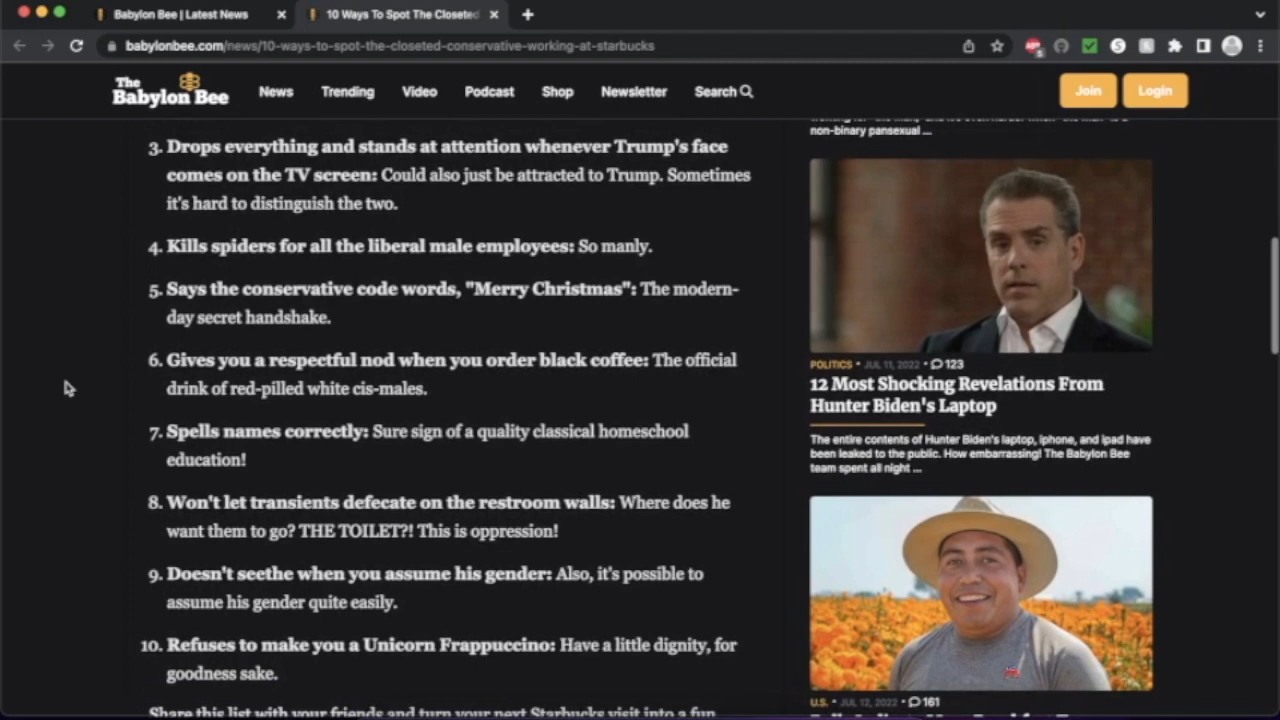 Babylon Bee | Latest News
10 Ways To Spot The Closeted
babylonbee.com/news/10-ways-to-spot-the-closeted-conservative-working-at-starbucks
The Babylon Bee
News Trending Video Podcast Shop Newsletter Search
Join Login
3. Drops everything and stands at attention whenever Trump's face
comes on the TV screen: Could also just be attracted to Trump. Sometimes
it's hard to distinguish the two.
4. Kills spiders for all the liberal male employees: So manly.
5. Says the conservative code words, "Merry Christmas": The modern-
day secret handshake.
6. Gives you a respectful nod when you order black coffee: The official
drink of red-pilled white cis-males.
7. Spells names correctly: Sure sign of a quality classical homeschool
education!
8. Won't let transients defecate on the restroom walls: Where does he
want them to go? THE TOILET?! This is oppression!
9. Doesn't seethe when you assume his gender: Also, it's possible to
assume his gender quite easily.
10. Refuses to make you a Unicorn Frappuccino: Have a little dignity, for
goodness sake.
Share this list with your friends and turn your next Starbucks visit into a fun
non-binary pansexual ...
POLITICS • JUL 11, 2022 • 123
12 Most Shocking Revelations From
Hunter Biden's Laptop
The entire contents of Hunter Biden's laptop, iphone, and ipad have
been leaked to the public. How embarrassing! The Babylon Bee
team spent all night ...
U.S. • JUL 12, 2022 • 161